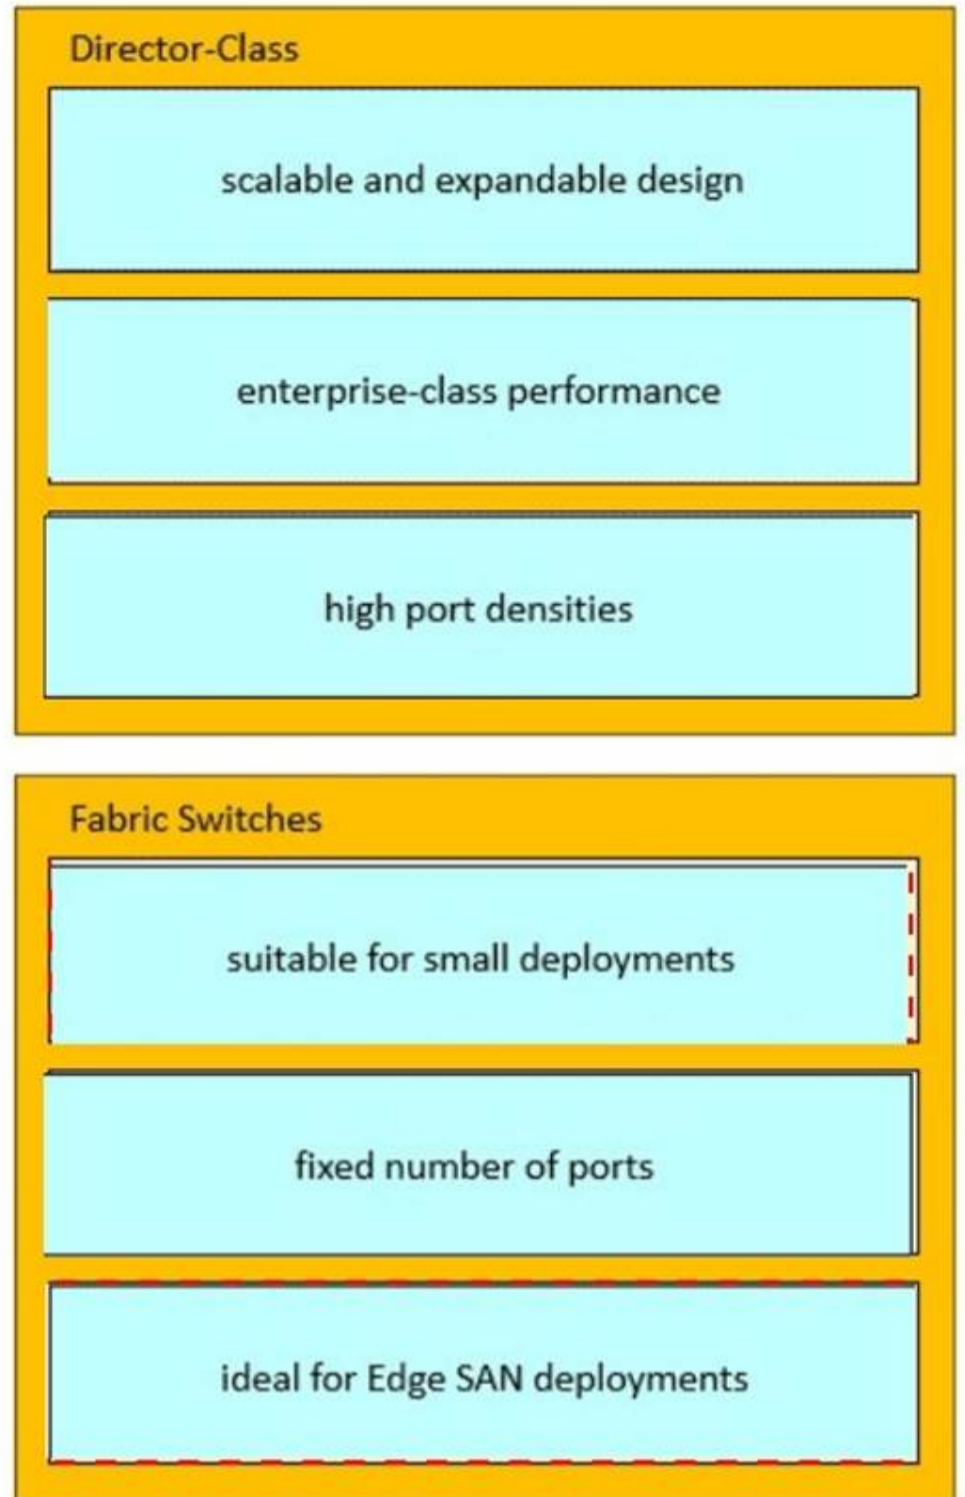 Director-Class
scalable and expandable design
enterprise-class performance
high port densities
Fabric Switches
suitable for small deployments
fixed number of ports
ideal for Edge SAN deployments